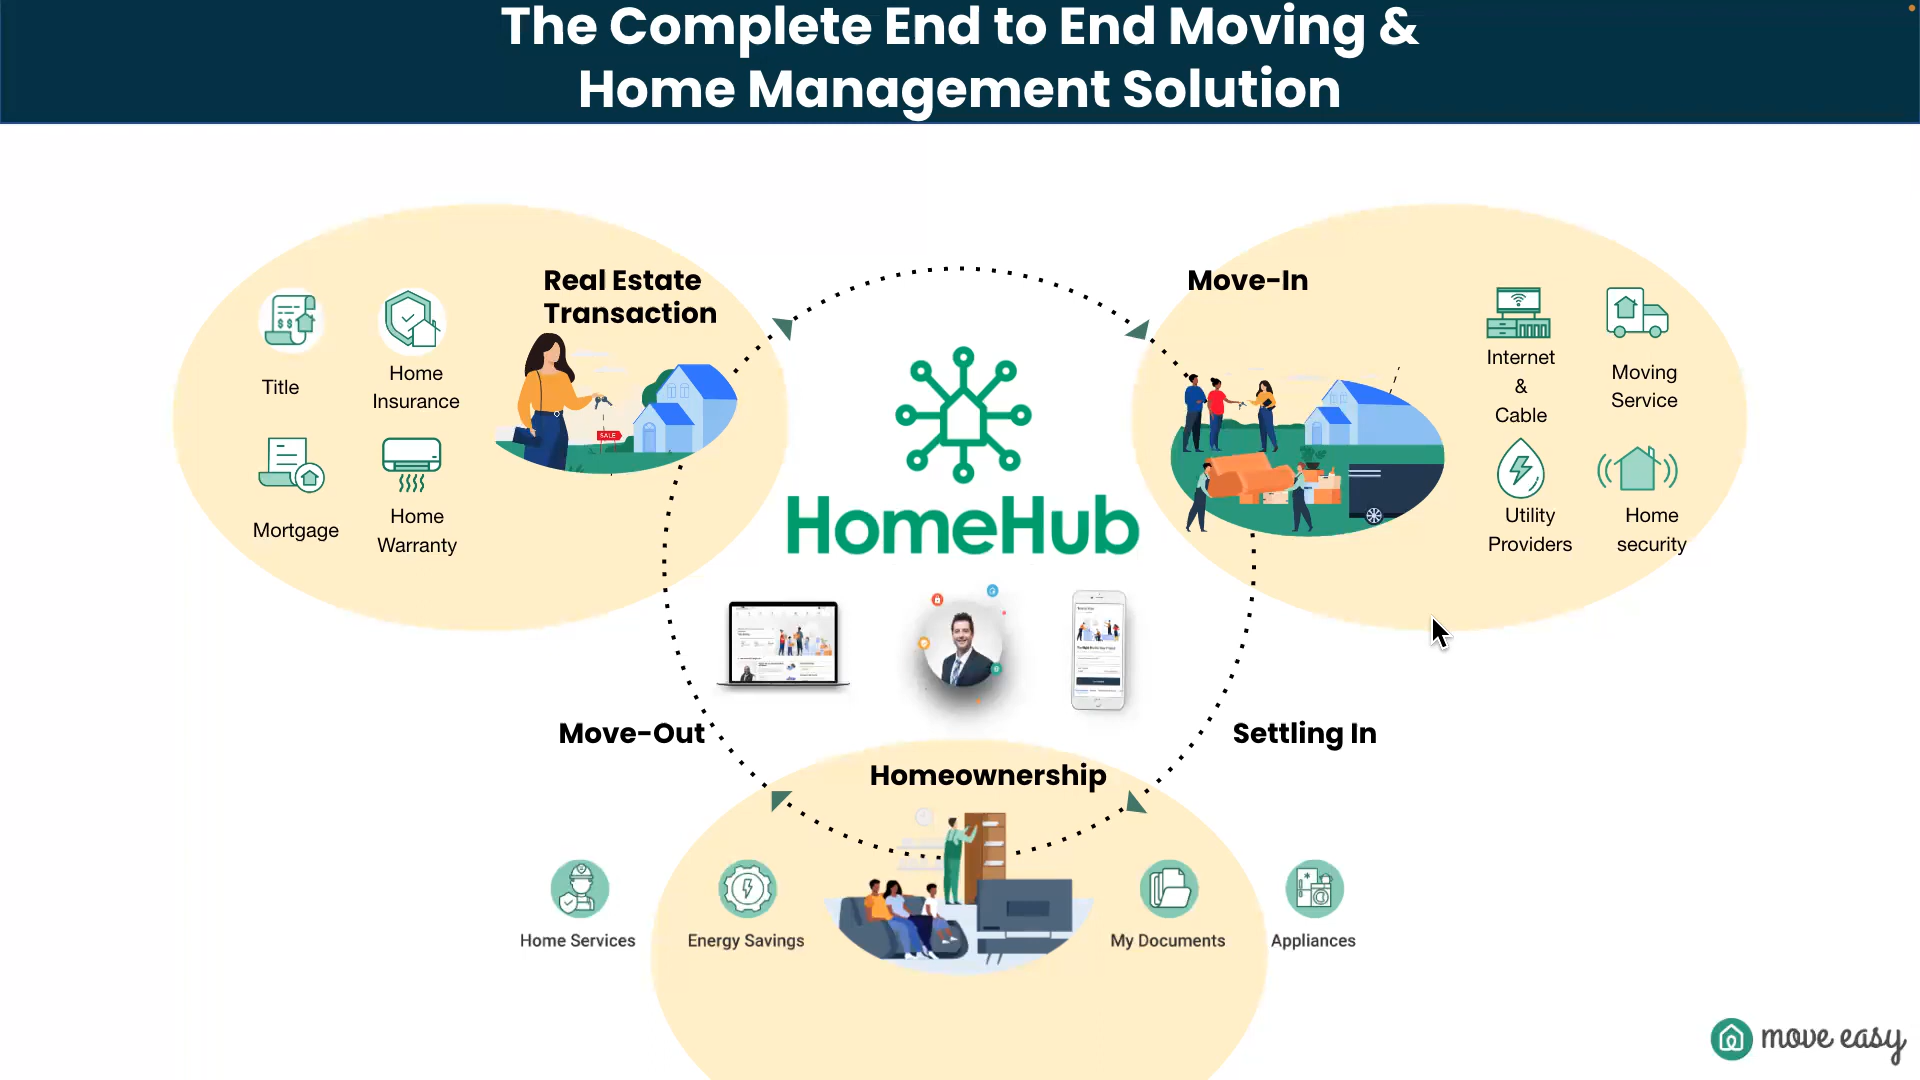 The Complete End to End Moving &
Home Management Solution
Real Estate
Transaction
Title
Home
Insurance
Mortgage
Home
Warranty
SALE
Move-In
Internet
&
Cable
Moving
Service
Utility
Providers
Home
security
HomeHub
Move-Out
Settling In
Homeownership
Home Services
Energy Savings
My Documents
Appliances
move easy